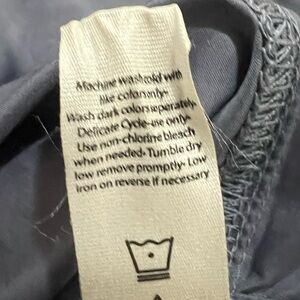 Machine wash cold with
like colors only-
Wash dark colors seperately-
Delicate Cycle-use only-
Use non-chlorine bleach
when needed- Tumble dry
low remove promptly- Low
iron on reverse if necessary